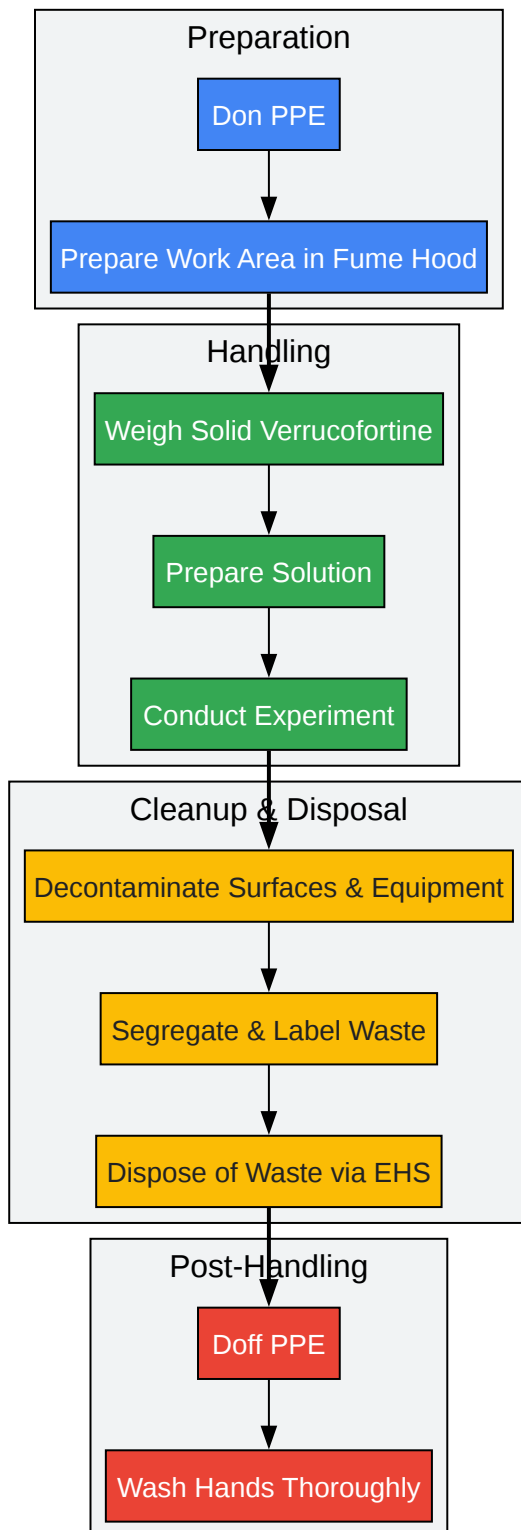 Preparation
Don PPE
Prepare Work Area in Fume Hood
Handling
Weigh Solid Verrucofortine
Prepare Solution
Conduct Experiment
Cleanup & Disposal
Decontaminate Surfaces & Equipment
Segregate & Label Waste
Dispose of Waste via EHS
Post-Handling
Doff PPE
Wash Hands Thoroughly